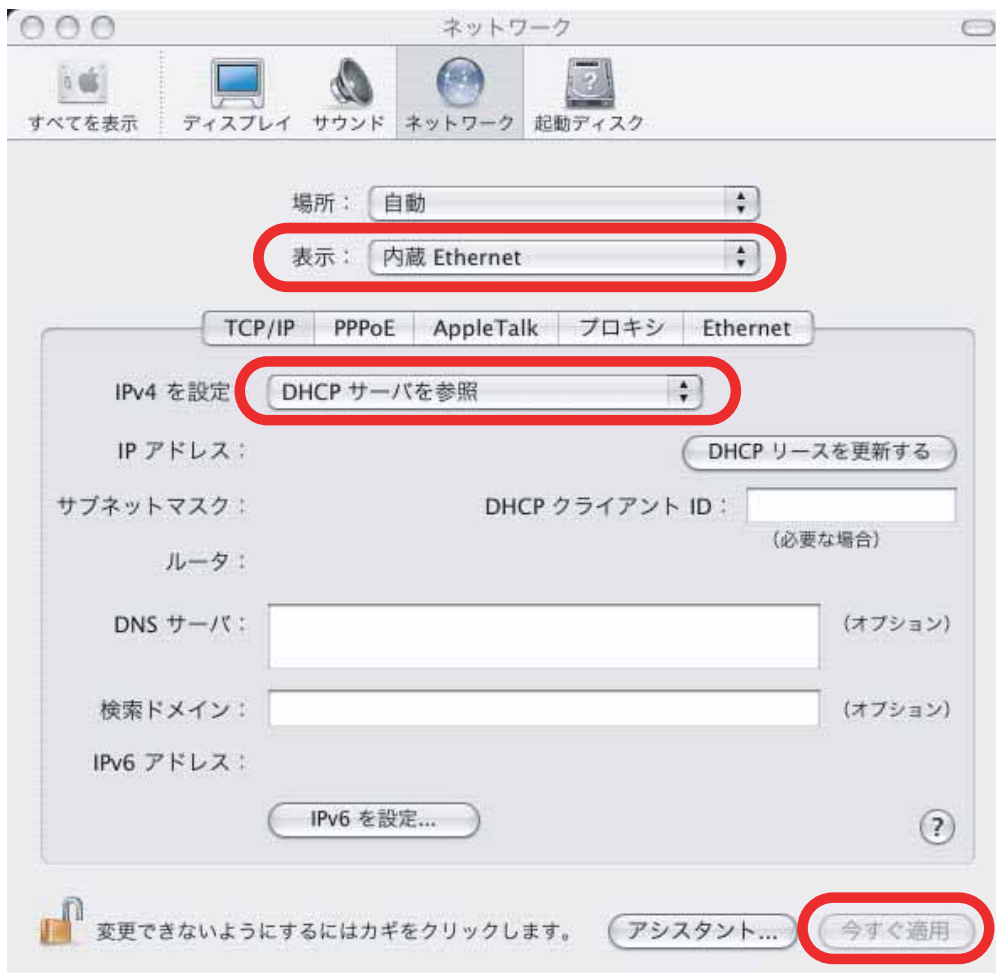 ネットワーク
すべてを表示 ディスプレイ サウンド ネットワーク 起動ディスク
場所： 自動
表示： 内蔵 Ethernet
TCP/IP PPPoE AppleTalk プロキシ Ethernet
IPv4 を設定 DHCP サーバを参照
IP アドレス： DHCP リースを更新する
サブネットマスク： DHCP クライアント ID：
（必要な場合）
ルータ：
DNS サーバ： （オプション）
検索ドメイン： （オプション）
IPv6 アドレス：
IPv6 を設定...
?
変更できないようにするにはカギをクリックします。 アシスタント... 今すぐ適用